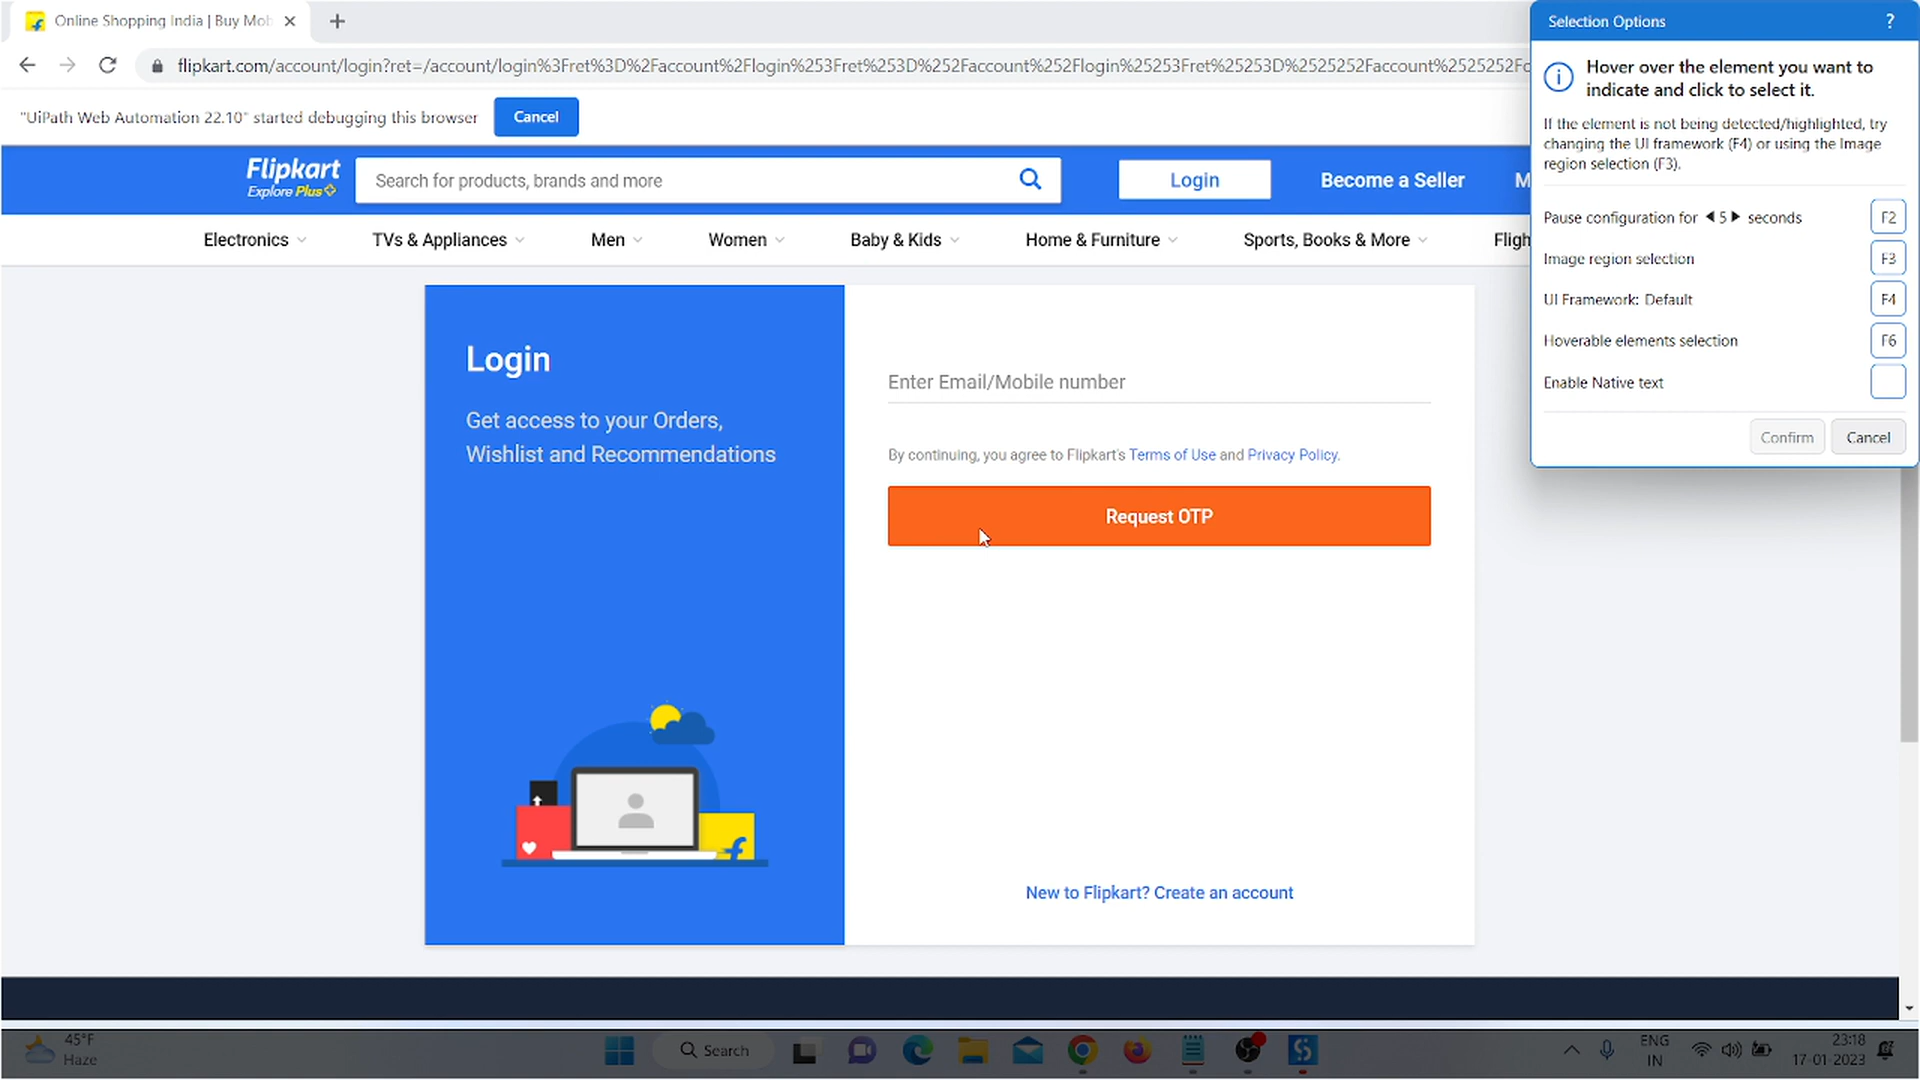 Online Shopping India | Buy Mob
flipkart.com/account/login?ret=/account/login%3Fret%3D%2Faccount%2Flogin%253Fret%253D%252Faccount%252Flogin%25253Fret%25253D%2525252Faccount%2525252Fo
"UiPath Web Automation 22.10" started debugging this browser
Cancel
Selection Options
?
Hover over the element you want to
indicate and click to select it.
If the element is not being detected/highlighted, try
changing the UI framework (F4) or using the Image
region selection (F3).
Pause configuration for 5 seconds
F2
Image region selection
F3
UI Framework: Default
F4
Hoverable elements selection
F6
Enable Native text
Confirm
Cancel
Flipkart
Explore Plus
Search for products, brands and more
Login
Become a Seller
M
Electronics
TVs & Appliances
Men
Women
Baby & Kids
Home & Furniture
Sports, Books & More
Fligh
Login
Get access to your Orders,
Wishlist and Recommendations
Enter Email/Mobile number
By continuing, you agree to Flipkart's Terms of Use and Privacy Policy.
Request OTP
New to Flipkart? Create an account
45°F
Haze
Search
ENG
IN
23:18
17-01-2023